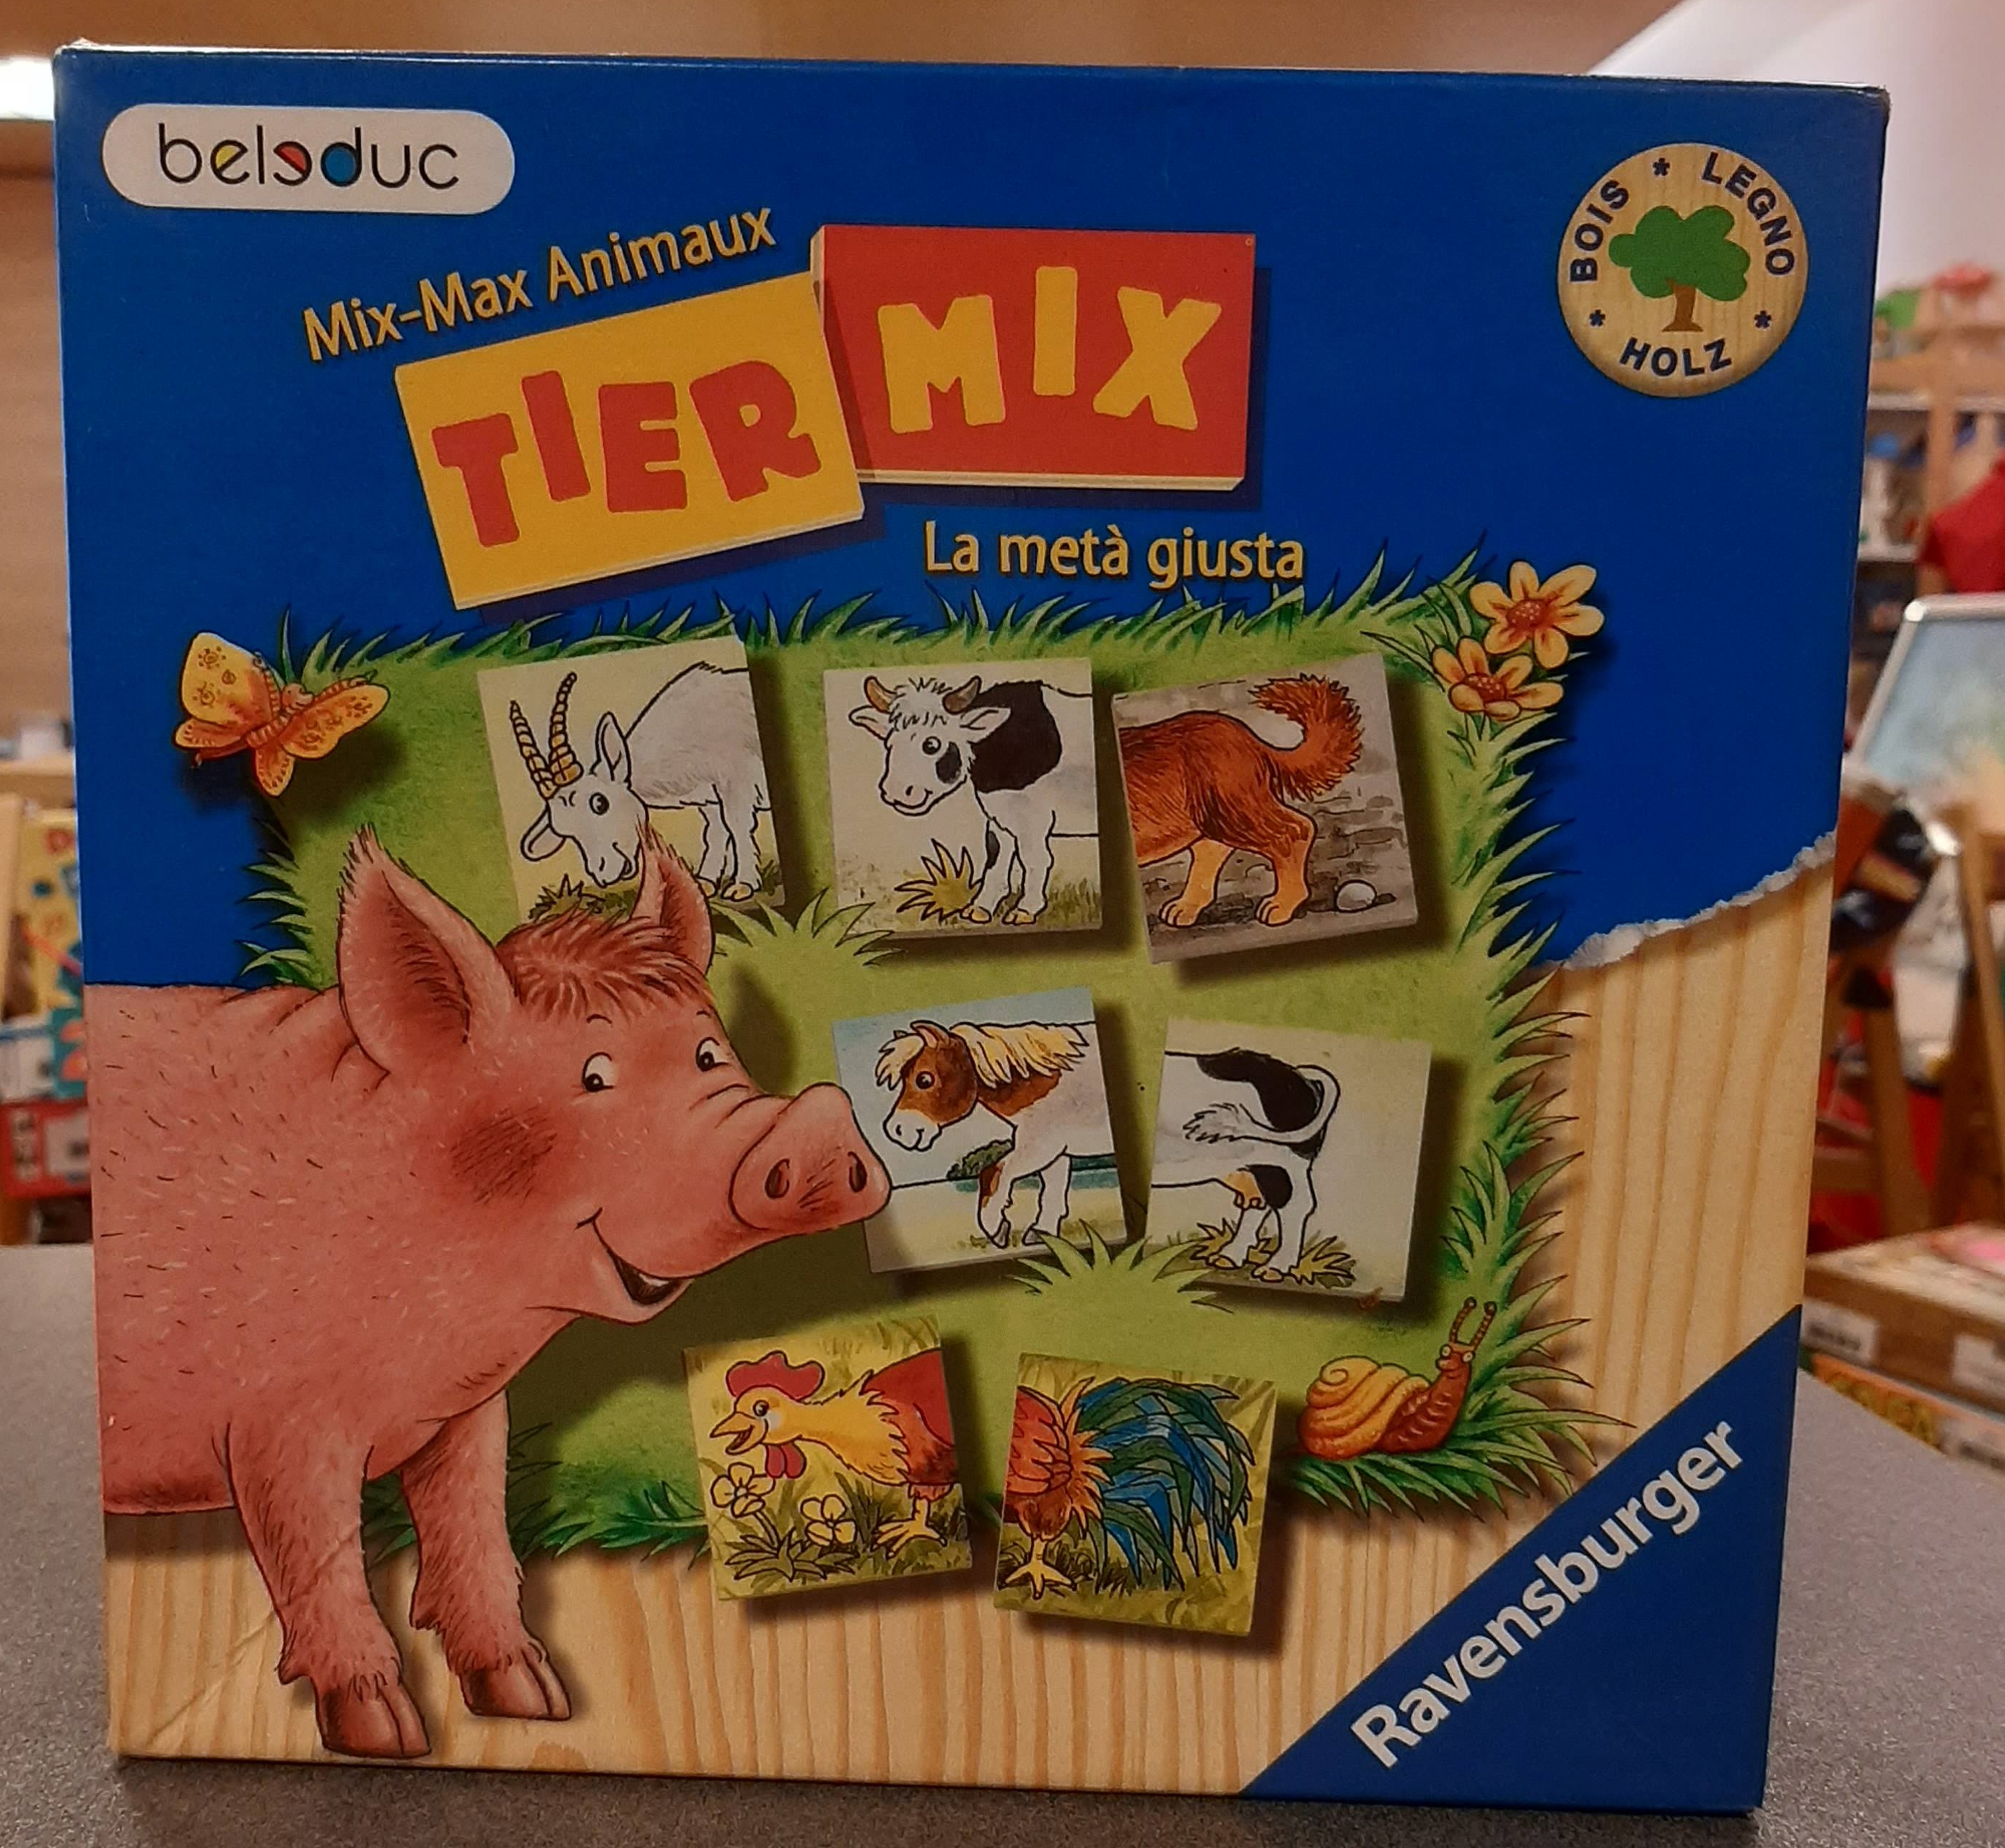 beleduc
BOIS * LEGNO * HOLZ *
Mix-Max Animaux
TIER MIX
La metà giusta
Ravensburger